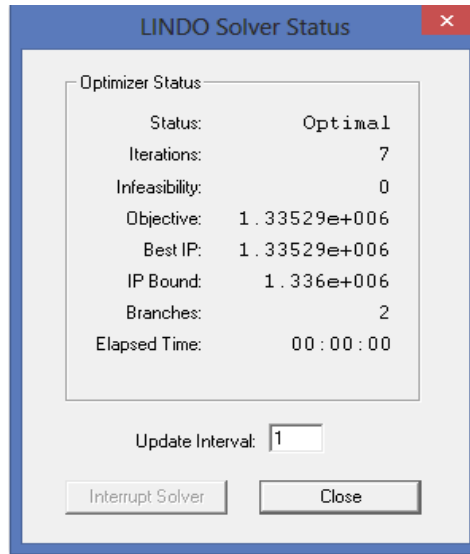 LINDO Solver Status
×
Optimizer Status
Status: Optimal
Iterations: 7
Infeasibility: 0
Objective: 1.33529e+006
Best IP: 1.33529e+006
IP Bound: 1.336e+006
Branches: 2
Elapsed Time: 00:00:00
Update Interval: 1
Interrupt Solver Close